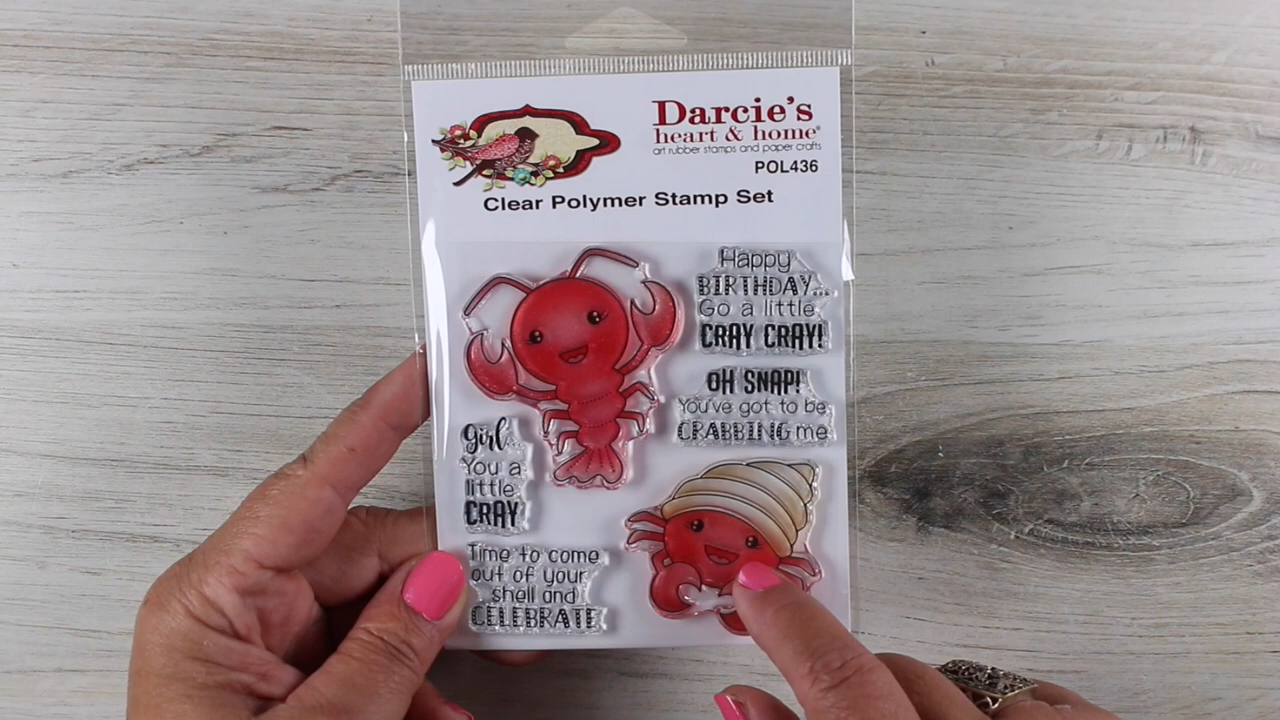 Darcie's
heart & home®
art rubber stamps and paper crafts
POL436
Clear Polymer Stamp Set
Happy
BIRTHDAY...
Go a little
CRAY CRAY!
OH SNAP!
You've got to be
CRABBING me
girl...
You a
little
CRAY
Time to come
out of your
shell and
CELEBRATE